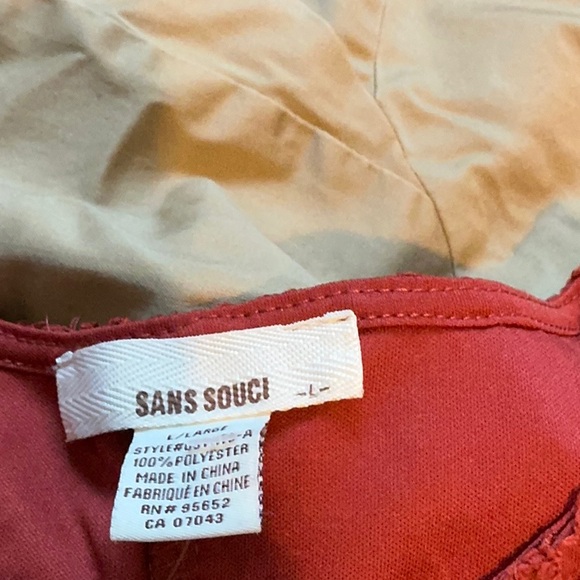 SANS SOUCI -L-
L/LARGE
100% POLYESTER
MADE IN CHINA
FABRIQUÉ EN CHINE
RN# 95652
CA 07043